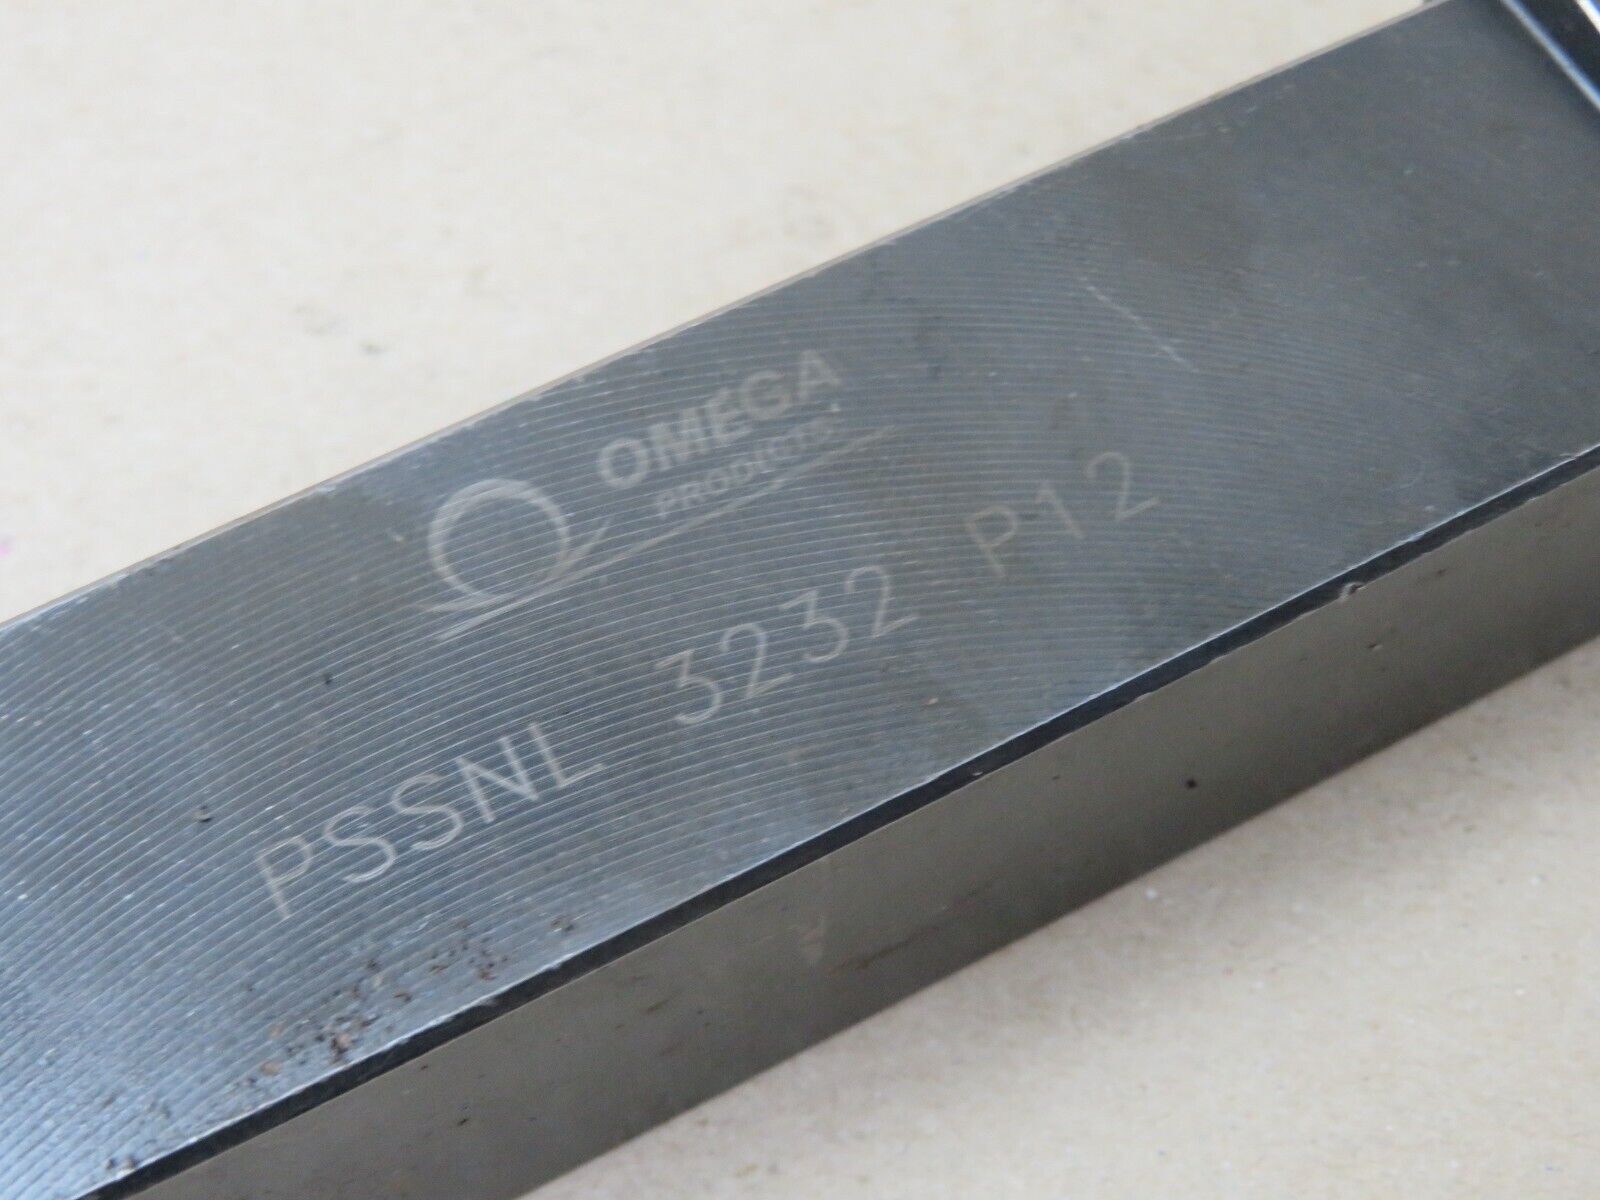 OMEGA
PRODUCTS
PSSNL 3232 P12